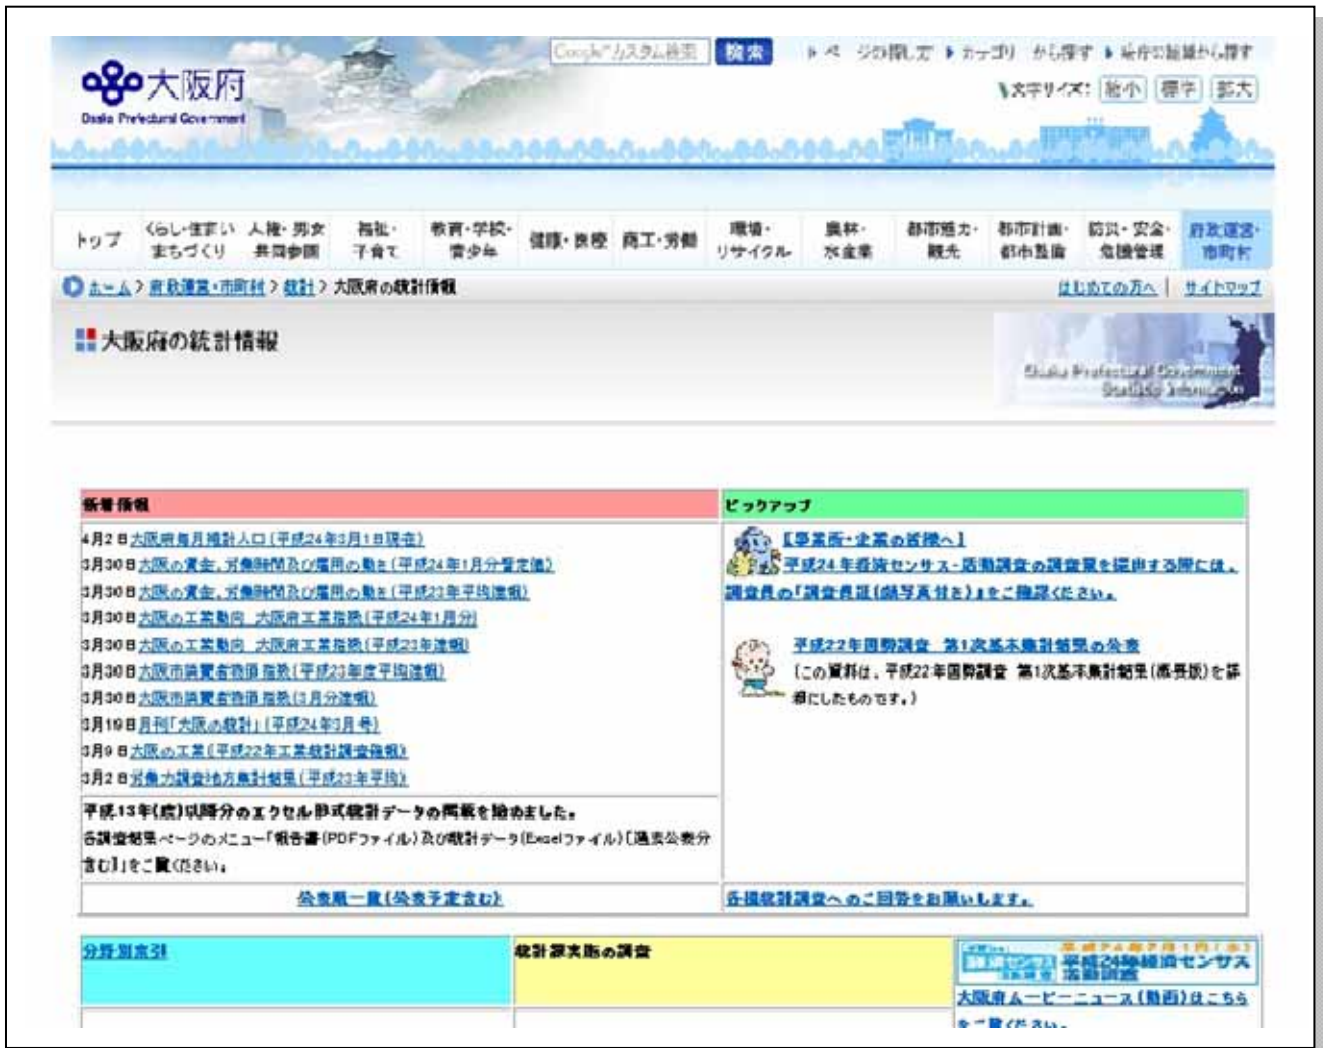 Google カスタム検索 検索
大阪府
Osaka Prefectural Government
文字サイズ: 縮小 標準 拡大
トップ くらし・住まい まちづくり 人権・男女 共同参画 福祉・子育て 教育・学校・青少年 健康・医療 商工・労働 環境・リサイクル 農林・水産業 都市魅力・観光 都市計画・都市整備 防災・安全・危機管理 府政運営・市町村
ホーム > 府政運営・市町村 > 統計 > 大阪府の統計情報
はじめての方へ | サイトマップ
大阪府の統計情報
Osaka Prefectural Government
Statistic Information
新着情報
4月2日大阪府毎月推計人口(平成24年3月1日現在)
3月30日大阪の賃金、労働時間及び雇用の動き(平成24年1月分暫定値)
3月30日大阪の賃金、労働時間及び雇用の動き(平成23年平均速報)
3月30日大阪の工業動向 大阪府工業指数(平成24年1月分)
3月30日大阪の工業動向 大阪府工業指数(平成23年速報)
3月30日大阪市消費者物価指数(平成23年度平均速報)
3月30日大阪市消費者物価指数(3月分速報)
3月19日月刊「大阪の統計」(平成24年3月号)
3月9日大阪の工業(平成22年工業統計調査確報)
3月2日労働力調査地方集計結果(平成23年平均)
平成13年(度)以降分のエクセル形式統計データの掲載を始めました。
各調査結果ページのメニュー「報告書(PDFファイル)及び統計データ(Excelファイル)[過去公表分
含む]」をご覧ください。
公表順一覧(公表予定含む)
ピックアップ
【事業所・企業の皆様へ】
平成24年経済センサス‐活動調査の調査票を提出する際には、
調査員の「調査員証(顔写真付き)」をご確認ください。
平成22年国勢調査 第1次基本集計結果の公表
(この資料は、平成22年国勢調査 第1次基本集計結果(確長版)を詳
細にしたものです。)
各種統計調査へのご回答をお願いします。
分野別索引
統計課実施の調査
平成24年経済センサス
活動調査
大阪府ムービーニュース(動画)はこちら
をご覧ください。